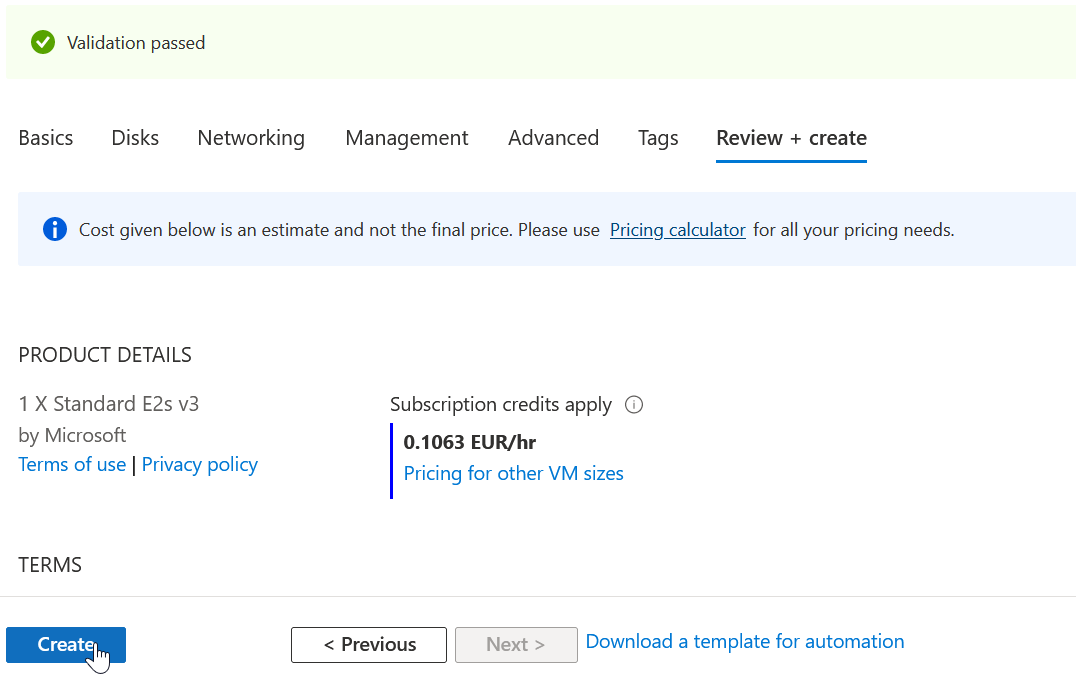 Validation passed
Basics Disks Networking Management Advanced Tags Review + create
Cost given below is an estimate and not the final price. Please use Pricing calculator for all your pricing needs.
PRODUCT DETAILS
1 X Standard E2s v3
by Microsoft
Terms of use | Privacy policy
Subscription credits apply
0.1063 EUR/hr
Pricing for other VM sizes
TERMS
Create < Previous Next > Download a template for automation